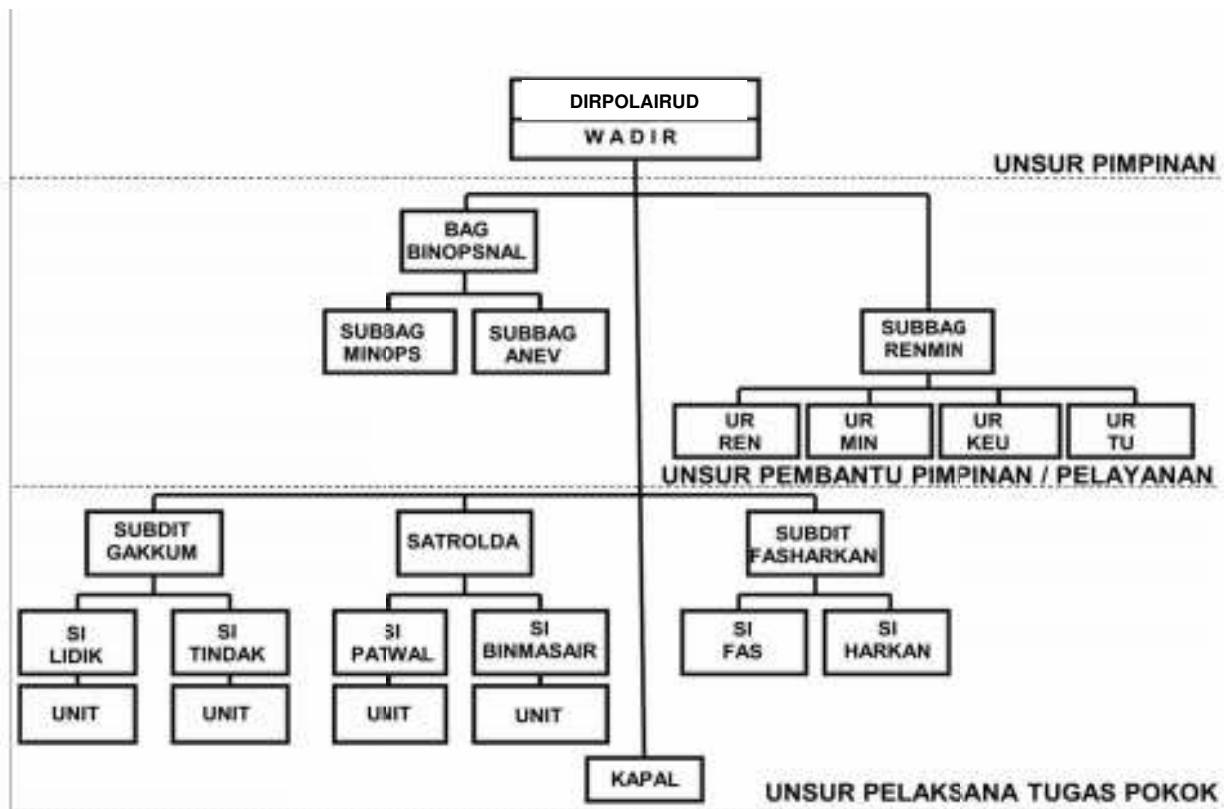 DIRPOLAIRUD
WADIR
UNSUR PIMPINAN
BAG
BINOPSNAL
SUBBAG
MINOPS
SUBBAG
ANEV
SUBBAG
RENMIN
UR
REN
UR
MIN
UR
KEU
UR
TU
UNSUR PEMBANTU PIMPINAN / PELAYANAN
SUBDIT
GAKKUM
SATROLDA
SUBDIT
FASHARKAN
SI
LIDIK
SI
TINDAK
SI
PATWAL
SI
BINMASAIR
SI
FAS
SI
HARKAN
UNIT
UNIT
UNIT
UNIT
KAPAL
UNSUR PELAKSANA TUGAS POKOK